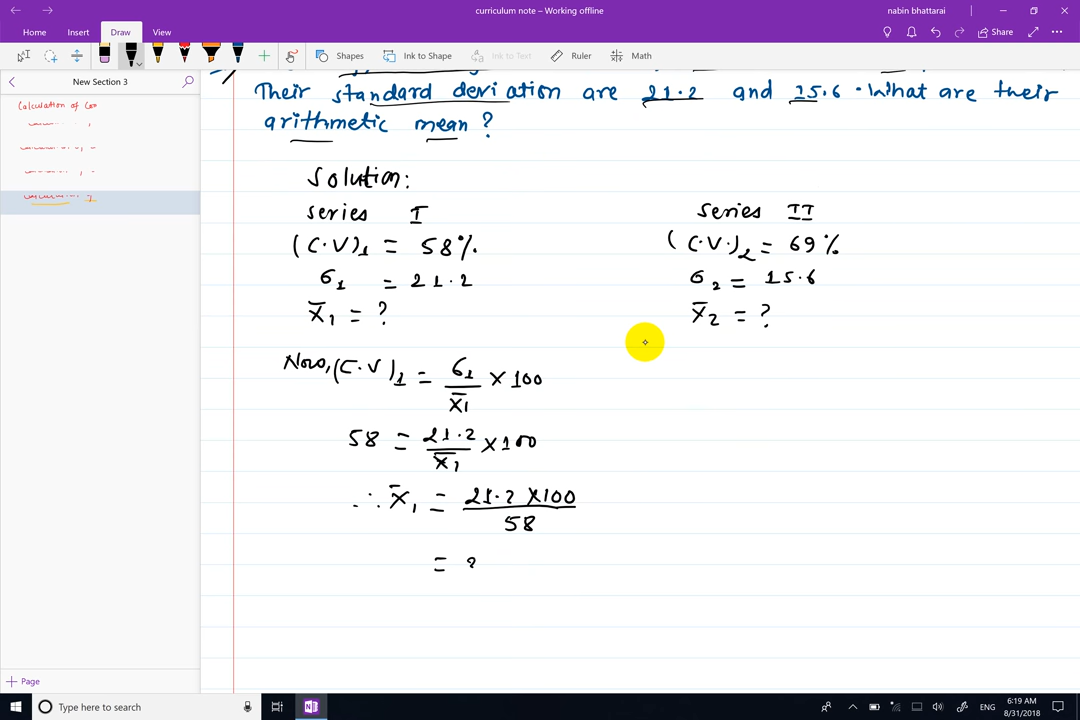 curriculum note – Working offline
nabin bhattarai
Home Insert Draw View
Share
Shapes Ink to Shape Ink to Text Ruler Math
New Section 3
Calculation of Coe
Their standard deviation are 21.2 and 15.6. What are their
arithmetic mean?
Solution:
Series I
(C.V)₁ = 58%
σ₁ = 21.2
x̄₁ = ?
Series II
(C.V.)₂ = 69%
σ₂ = 15.6
x̄₂ = ?
Now, (C.V)₁ = σ₁/x̄₁ × 100
58 = 21.2/x̄₁ × 100
∴ x̄₁ = 21.2 × 100/58
=
+ Page
Type here to search
ENG
6:19 AM
8/31/2018